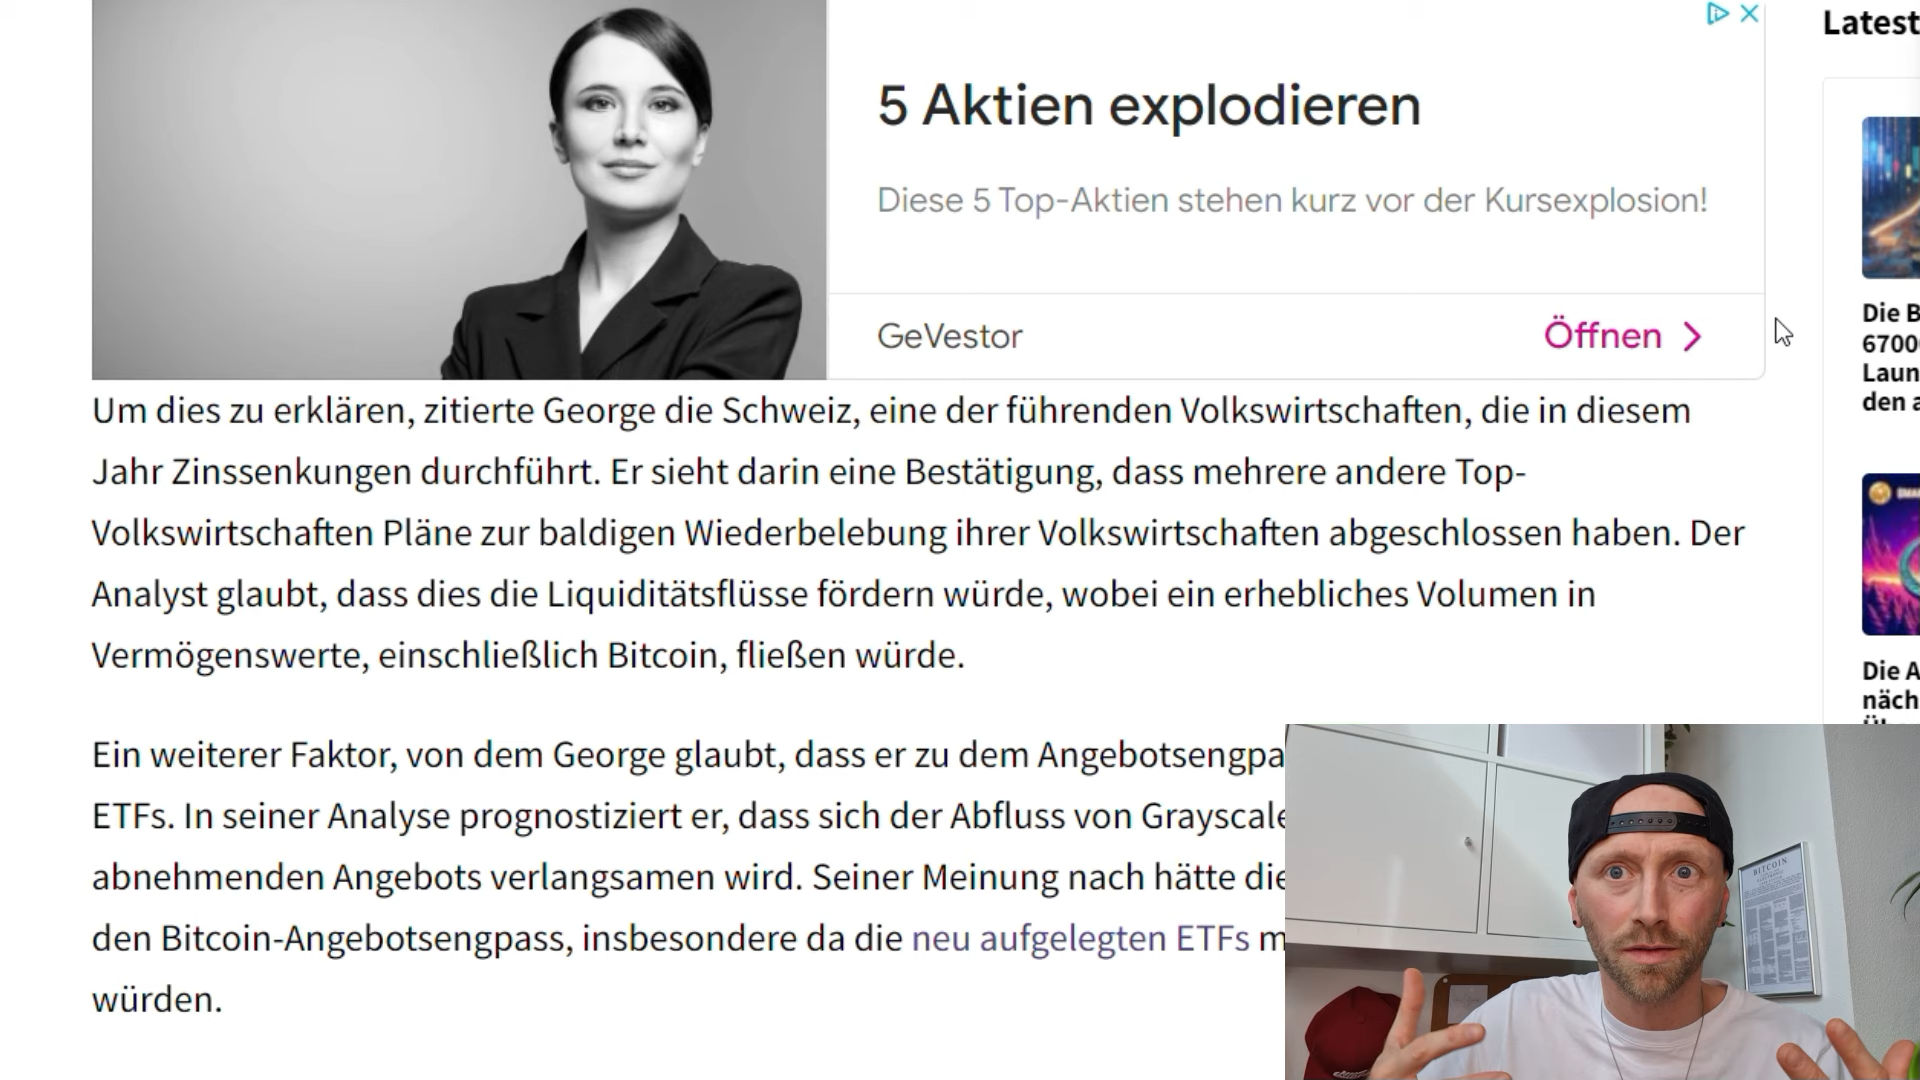 5 Aktien explodieren
Diese 5 Top-Aktien stehen kurz vor der Kursexplosion!
GeVestor
Öffnen
Um dies zu erklären, zitierte George die Schweiz, eine der führenden Volkswirtschaften, die in diesem
Jahr Zinssenkungen durchführt. Er sieht darin eine Bestätigung, dass mehrere andere Top-
Volkswirtschaften Pläne zur baldigen Wiederbelebung ihrer Volkswirtschaften abgeschlossen haben. Der
Analyst glaubt, dass dies die Liquiditätsflüsse fördern würde, wobei ein erhebliches Volumen in
Vermögenswerte, einschließlich Bitcoin, fließen würde.
Ein weiterer Faktor, von dem George glaubt, dass er zu dem Angebotsengpa
ETFs. In seiner Analyse prognostiziert er, dass sich der Abfluss von Grayscale
abnehmenden Angebots verlangsamen wird. Seiner Meinung nach hätte die
den Bitcoin-Angebotsengpass, insbesondere da die neu aufgelegten ETFs m
würden.
Latest
Die B
6700
Laun
den a
Die A
näch
BITCOIN